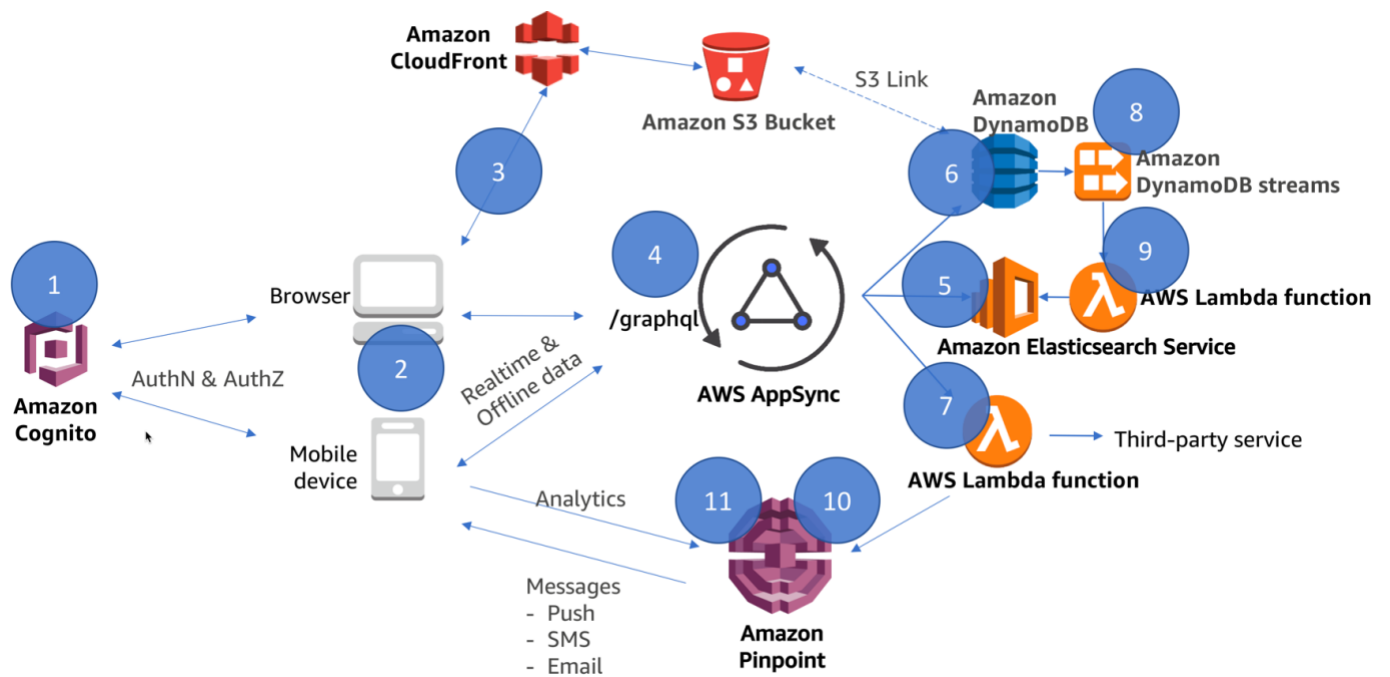 Amazon
CloudFront
Amazon S3 Bucket
S3 Link
Amazon
DynamoDB
8
Amazon
DynamoDB streams
3
6
1
4
5
9
Browser
/graphql
AWS Lambda function
Amazon Elasticsearch Service
2
Realtime &
Offline data
AuthN & AuthZ
AWS AppSync
Amazon
Cognito
7
Mobile
device
Third-party service
AWS Lambda function
Analytics
11
10
Messages
- Push
- SMS
- Email
Amazon
Pinpoint